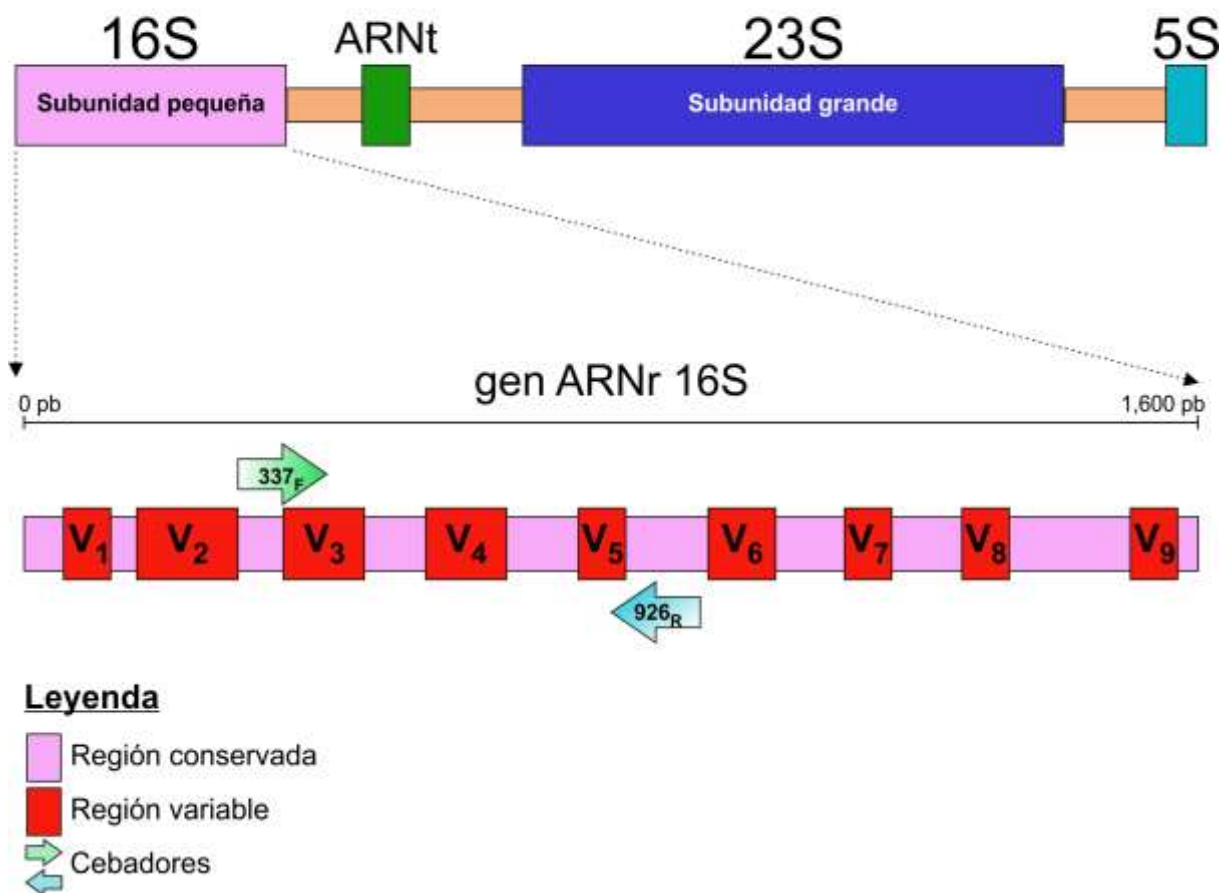 16S ARNt 23S 5S
Subunidad pequeña Subunidad grande
gen ARNr 16S
0 pb 1,600 pb
337F
V1 V2 V3 V4 V5 V6 V7 V8 V9
926R
Leyenda
Región conservada
Región variable
Cebadores